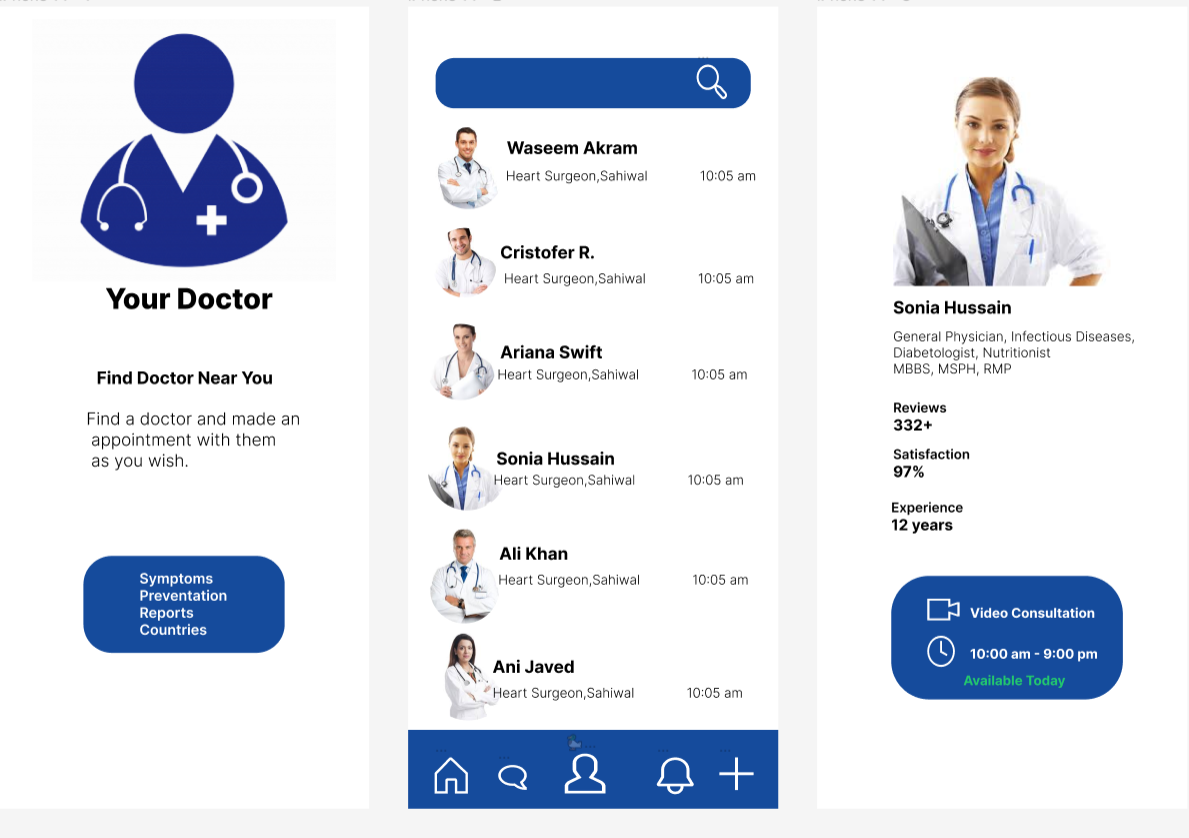 Your Doctor
Find Doctor Near You
Find a doctor and made an
appointment with them
as you wish.
Symptoms
Preventation
Reports
Countries
Waseem Akram
Heart Surgeon,Sahiwal 10:05 am
Cristofer R.
Heart Surgeon,Sahiwal 10:05 am
Ariana Swift
Heart Surgeon,Sahiwal 10:05 am
Sonia Hussain
Heart Surgeon,Sahiwal 10:05 am
Ali Khan
Heart Surgeon,Sahiwal 10:05 am
Ani Javed
Heart Surgeon,Sahiwal 10:05 am
Sonia Hussain
General Physician, Infectious Diseases,
Diabetologist, Nutritionist
MBBS, MSPH, RMP
Reviews
332+
Satisfaction
97%
Experience
12 years
Video Consultation
10:00 am - 9:00 pm
Available Today